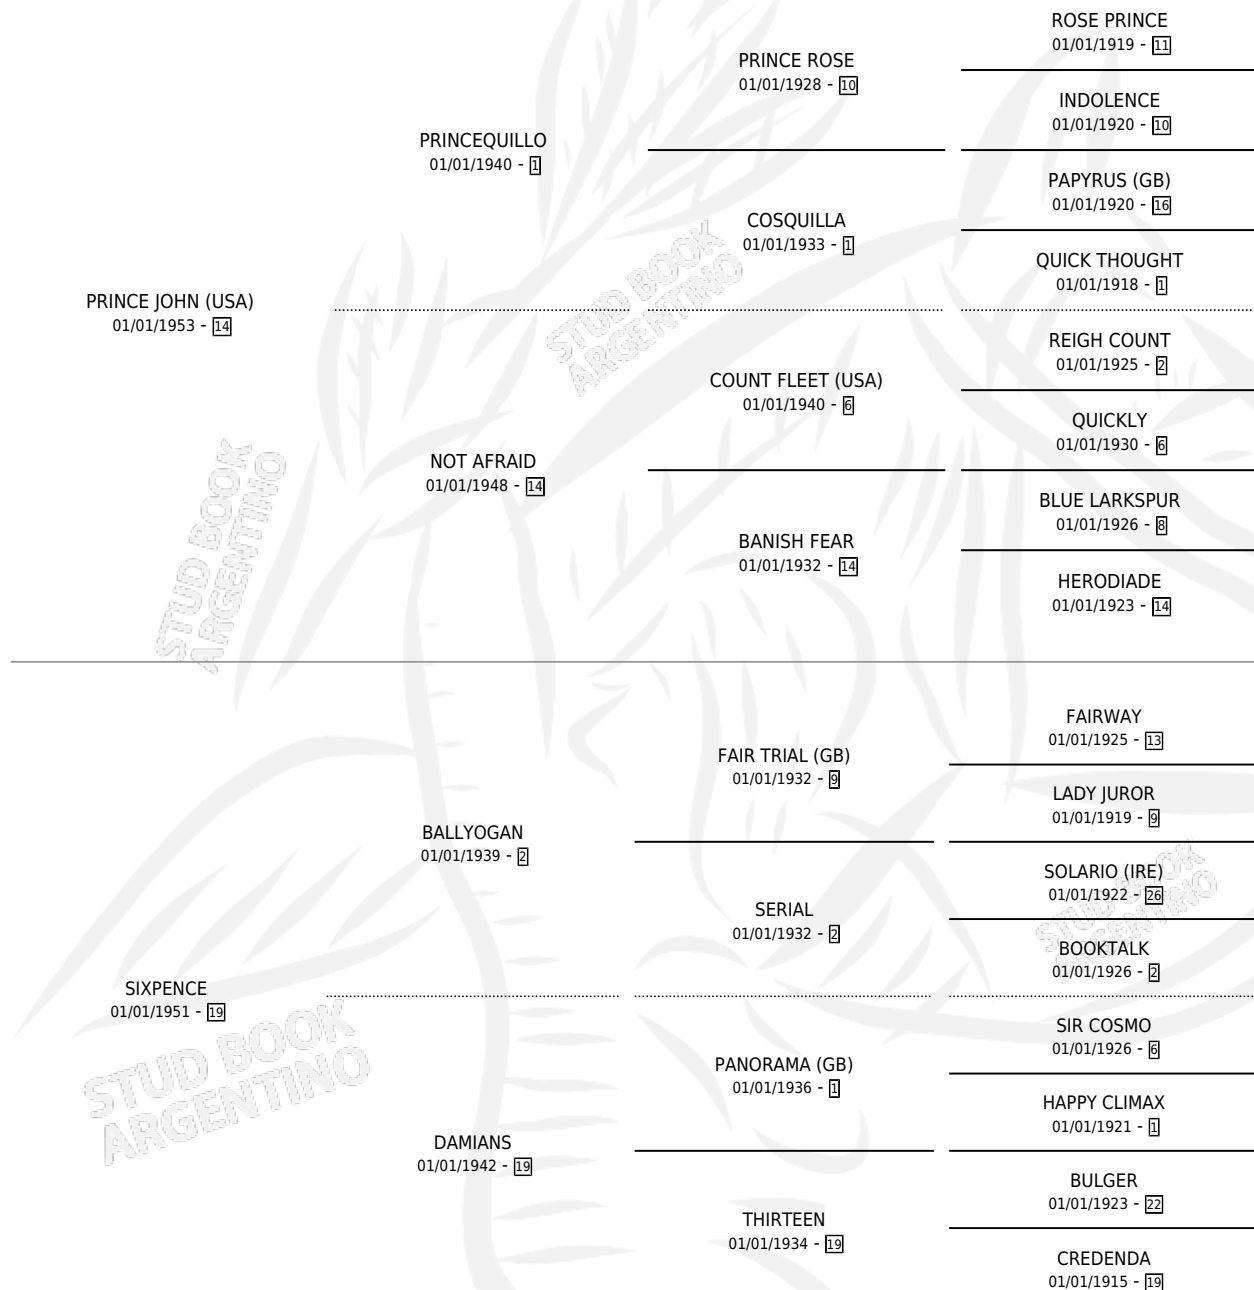 ROSE PRINCE
01/01/1919 - 11
PRINCE ROSE
01/01/1928 - 10
INDOLENCE
01/01/1920 - 10
PRINCEQUILLO
01/01/1940 - 1
PAPYRUS (GB)
01/01/1920 - 16
COSQUILLA
01/01/1933 - 1
QUICK THOUGHT
01/01/1918 - 1
PRINCE JOHN (USA)
01/01/1953 - 14
STUD BOOK
ARGENTINO
REIGH COUNT
01/01/1925 - 2
COUNT FLEET (USA)
01/01/1940 - 6
QUICKLY
01/01/1930 - 6
NOT AFRAID
01/01/1948 - 14
BLUE LARKSPUR
01/01/1926 - 8
BANISH FEAR
01/01/1932 - 14
HERODIADE
01/01/1923 - 14
STUD BOOK
ARGENTINO
FAIRWAY
01/01/1925 - 13
FAIR TRIAL (GB)
01/01/1932 - 9
LADY JUROR
01/01/1919 - 9
BALLYOGAN
01/01/1939 - 2
SOLARIO (IRE)
01/01/1922 - 26
SERIAL
01/01/1932 - 2
BOOKTALK
01/01/1926 - 2
STUD BOOK
ARGENTINO
SIXPENCE
01/01/1951 - 19
STUD BOOK
ARGENTINO
SIR COSMO
01/01/1926 - 6
PANORAMA (GB)
01/01/1936 - 1
HAPPY CLIMAX
01/01/1921 - 1
DAMIANS
01/01/1942 - 19
BULGER
01/01/1923 - 22
THIRTEEN
01/01/1934 - 19
CREDENDA
01/01/1915 - 19